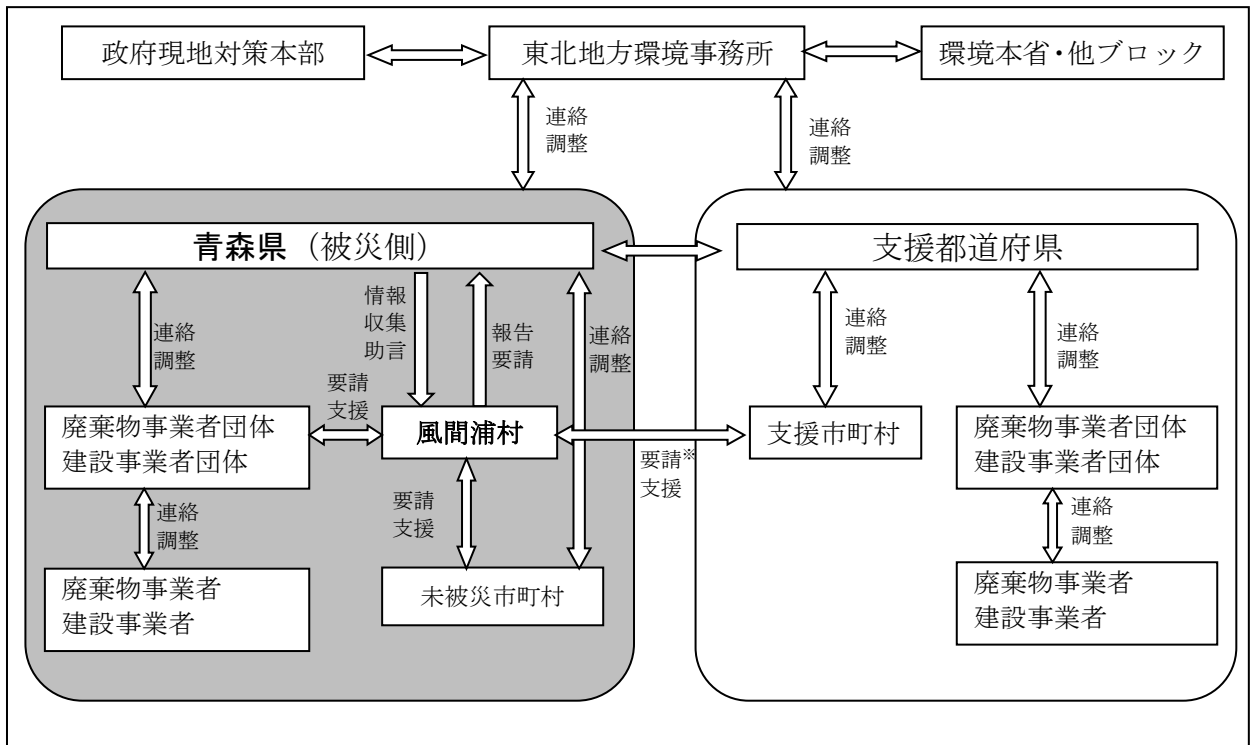 政府現地対策本部
東北地方環境事務所
環境本省・他ブロック
連絡
調整
連絡
調整
青森県（被災側）
支援都道府県
連絡
調整
情報
収集
助言
報告
要請
連絡
調整
連絡
調整
連絡
調整
要請
支援
廃棄物事業者団体
建設事業者団体
風間浦村
要請※
支援
支援市町村
廃棄物事業者団体
建設事業者団体
連絡
調整
要請
支援
連絡
調整
廃棄物事業者
建設事業者
未被災市町村
廃棄物事業者
建設事業者